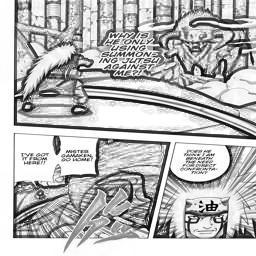 WHY IS
HE ONLY
USING
SUMMON-
ING JUTSU
AGAINST
ME?!
I'VE GOT
IT FROM
HERE!!
MISTER
GAMAKEN,
GO HOME!
DOES HE
THINK I AM
BENEATH
THE NEED
FOR DIRECT
CONFRONTA-
TION?
油